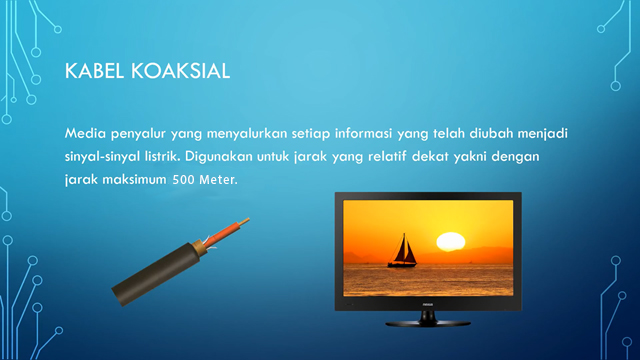 KABEL KOAKSIAL
Media penyalur yang menyalurkan setiap informasi yang telah diubah menjadi
sinyal-sinyal listrik. Digunakan untuk jarak yang relatif dekat yakni dengan
jarak maksimum 500 Meter.